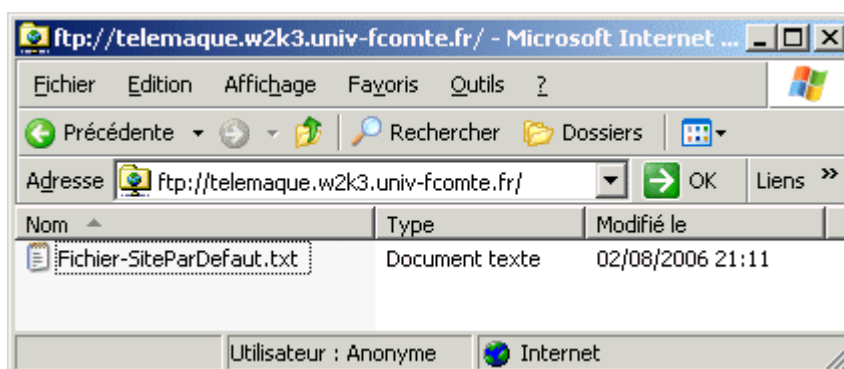 ftp://telemaque.w2k3.univ-fcomte.fr/ - Microsoft Internet ...
Fichier Edition Affichage Favoris Outils ?
Précédente Rechercher Dossiers
Adresse ftp://telemaque.w2k3.univ-fcomte.fr/ OK Liens »
Nom Type Modifié le
Fichier-SiteParDefaut.txt Document texte 02/08/2006 21:11
Utilisateur : Anonyme Internet